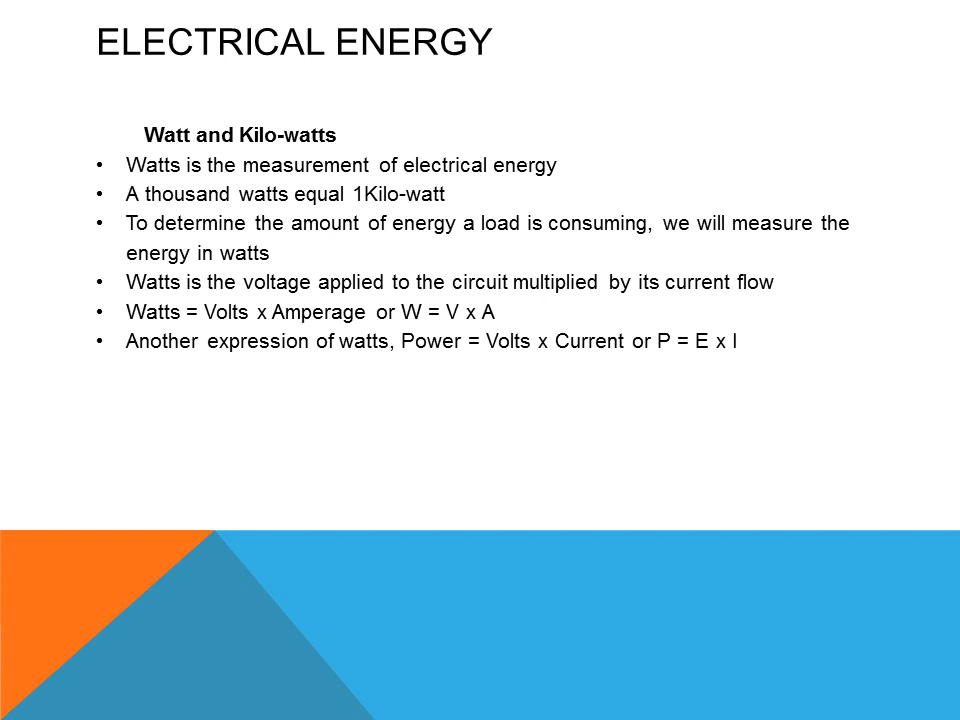 ELECTRICAL ENERGY
Watt and Kilo-watts
• Watts is the measurement of electrical energy
• A thousand watts equal 1Kilo-watt
• To determine the amount of energy a load is consuming, we will measure the
energy in watts
• Watts is the voltage applied to the circuit multiplied by its current flow
• Watts = Volts x Amperage or W = V x A
• Another expression of watts, Power = Volts x Current or P = E x I